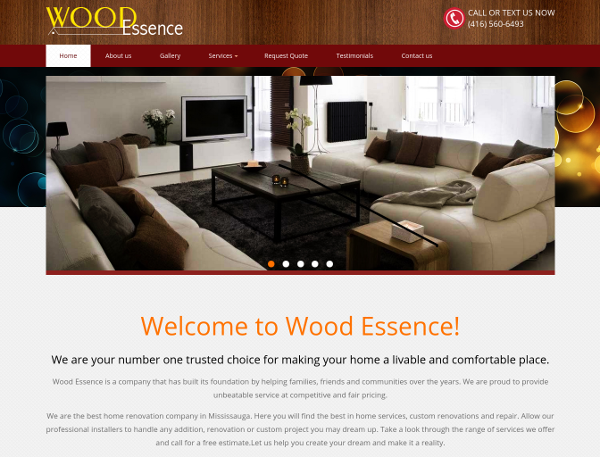 WOOD
Essence
CALL OR TEXT US NOW
(416) 560-6493
Home About us Gallery Services Request Quote Testimonials Contact us
Welcome to Wood Essence!
We are your number one trusted choice for making your home a livable and comfortable place.
Wood Essence is a company that has built its foundation by helping families, friends and communities over the years. We are proud to provide
unbeatable service at competitive and fair pricing.
We are the best home renovation company in Mississauga. Here you will find the best in home services, custom renovations and repair. Allow our
professional installers to handle any addition, renovation or custom project you may dream up. Take a look through the range of services we offer
and call for a free estimate.Let us help you create your dream and make it a reality.